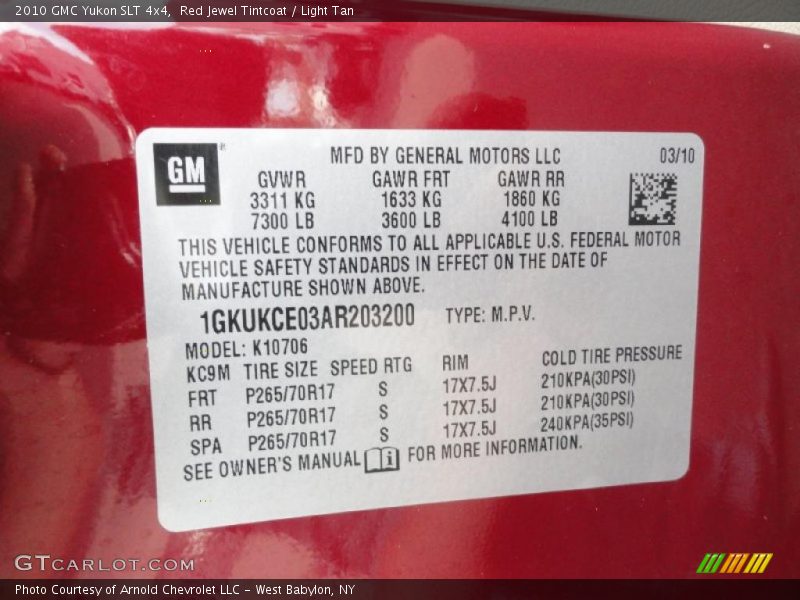 2010 GMC Yukon SLT 4x4, Red Jewel Tintcoat / Light Tan
GM
MFD BY GENERAL MOTORS LLC 03/10
GVWR GAWR FRT GAWR RR
3311 KG 1633 KG 1860 KG
7300 LB 3600 LB 4100 LB
THIS VEHICLE CONFORMS TO ALL APPLICABLE U.S. FEDERAL MOTOR
VEHICLE SAFETY STANDARDS IN EFFECT ON THE DATE OF
MANUFACTURE SHOWN ABOVE.
1GKUKCE03AR203200 TYPE: M.P.V.
MODEL: K10706
KC9M TIRE SIZE SPEED RTG RIM COLD TIRE PRESSURE
FRT P265/70R17 S 17X7.5J 210KPA(30PSI)
RR P265/70R17 S 17X7.5J 210KPA(30PSI)
SPA P265/70R17 S 17X7.5J 240KPA(35PSI)
SEE OWNER'S MANUAL i FOR MORE INFORMATION.
GTCARLOT.COM
Photo Courtesy of Arnold Chevrolet LLC - West Babylon, NY